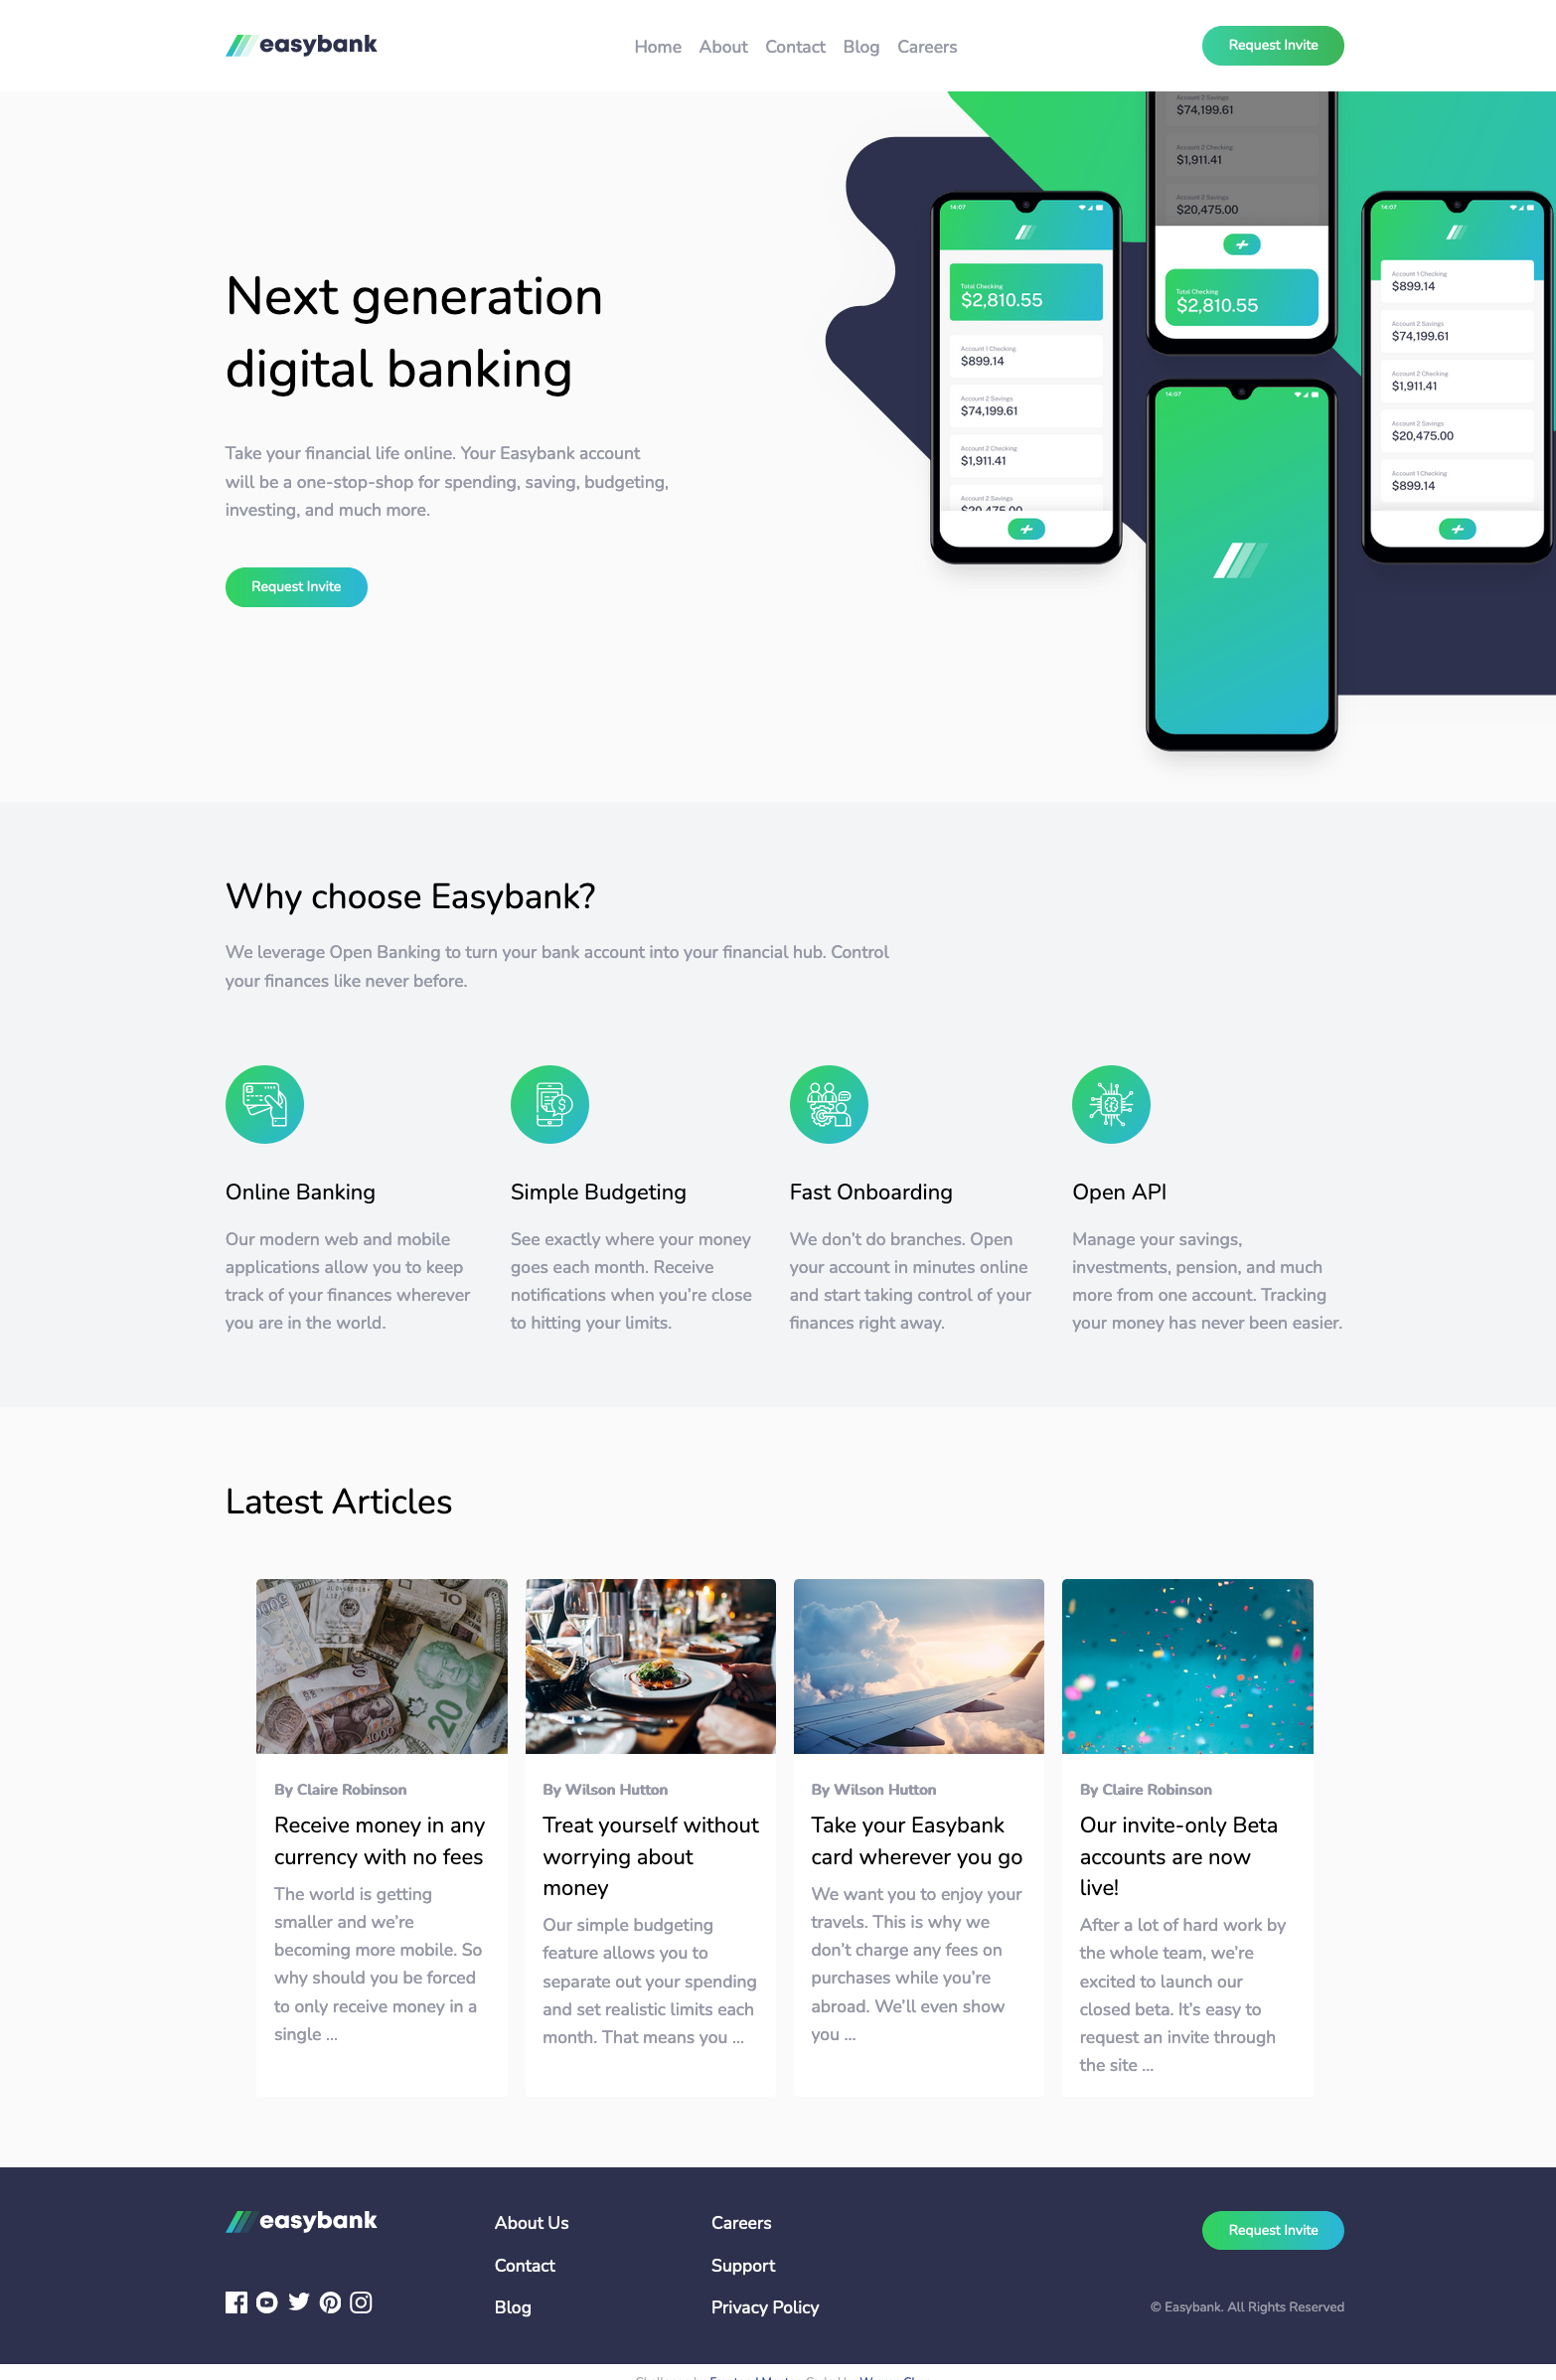 easybank
Home About Contact Blog Careers
Request Invite
Account 2 Savings
$74,199.61
Account 2 Checking
$1,911.41
Account 2 Savings
$20,475.00
Total Checking
$2,810.55
14:07
Total Checking
$2,810.55
Account 1 Checking
$899.14
Account 2 Savings
$74,199.61
Account 2 Checking
$1,911.41
Account 2 Savings
$20,475.00
14:07
Account 1 Checking
$899.14
Account 2 Savings
$74,199.61
Account 2 Checking
$1,911.41
Account 2 Savings
$20,475.00
Account 1 Checking
$899.14
14:07
Next generation
digital banking
Take your financial life online. Your Easybank account
will be a one-stop-shop for spending, saving, budgeting,
investing, and much more.
Request Invite
Why choose Easybank?
We leverage Open Banking to turn your bank account into your financial hub. Control
your finances like never before.
Online Banking
Our modern web and mobile
applications allow you to keep
track of your finances wherever
you are in the world.
Simple Budgeting
See exactly where your money
goes each month. Receive
notifications when you’re close
to hitting your limits.
Fast Onboarding
We don’t do branches. Open
your account in minutes online
and start taking control of your
finances right away.
Open API
Manage your savings,
investments, pension, and much
more from one account. Tracking
your money has never been easier.
Latest Articles
10
20
1000
By Claire Robinson
Receive money in any
currency with no fees
The world is getting
smaller and we’re
becoming more mobile. So
why should you be forced
to only receive money in a
single ...
By Wilson Hutton
Treat yourself without
worrying about
money
Our simple budgeting
feature allows you to
separate out your spending
and set realistic limits each
month. That means you ...
By Wilson Hutton
Take your Easybank
card wherever you go
We want you to enjoy your
travels. This is why we
don’t charge any fees on
purchases while you’re
abroad. We’ll even show
you ...
By Claire Robinson
Our invite-only Beta
accounts are now
live!
After a lot of hard work by
the whole team, we’re
excited to launch our
closed beta. It’s easy to
request an invite through
the site ...
easybank
About Us
Contact
Blog
Careers
Support
Privacy Policy
Request Invite
© Easybank. All Rights Reserved